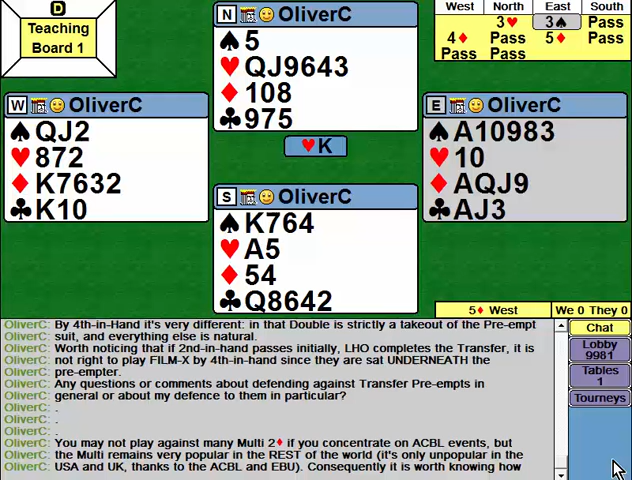 D
Teaching
Board 1
N OliverC
♠5
♥QJ9643
♦108
♣975
West North East South
3♥ 3♠ Pass
4♦ Pass 5♦ Pass
Pass Pass
W OliverC
♠QJ2
♥872
♦K7632
♣K10
♥K
E OliverC
♠A10983
♥10
♦AQJ9
♣AJ3
S OliverC
♠K764
♥A5
♦54
♣Q8642
5♦ West We 0 They 0
OliverC: By 4th-in-Hand it's very different: in that Double is strictly a takeout of the Pre-empt
OliverC: suit, and everything else is natural.
OliverC: Worth noticing that if 2nd-in-hand passes initially, LHO completes the Transfer, it is
OliverC: not right to play FILM-X by 4th-in-hand since they are sat UNDERNEATH the
OliverC: pre-empter.
OliverC: Any questions or comments about defending against Transfer Pre-empts in
OliverC: general or about my defence to them in particular?
OliverC: .
OliverC: .
OliverC: .
OliverC: You may not play against many Multi 2♦ if you concentrate on ACBL events, but
OliverC: the Multi remains very popular in the REST of the world (it's only unpopular in the
OliverC: USA and UK, thanks to the ACBL and EBU). Consequently it is worth knowing how
Chat
Lobby
9981
Tables
1
Tourneys